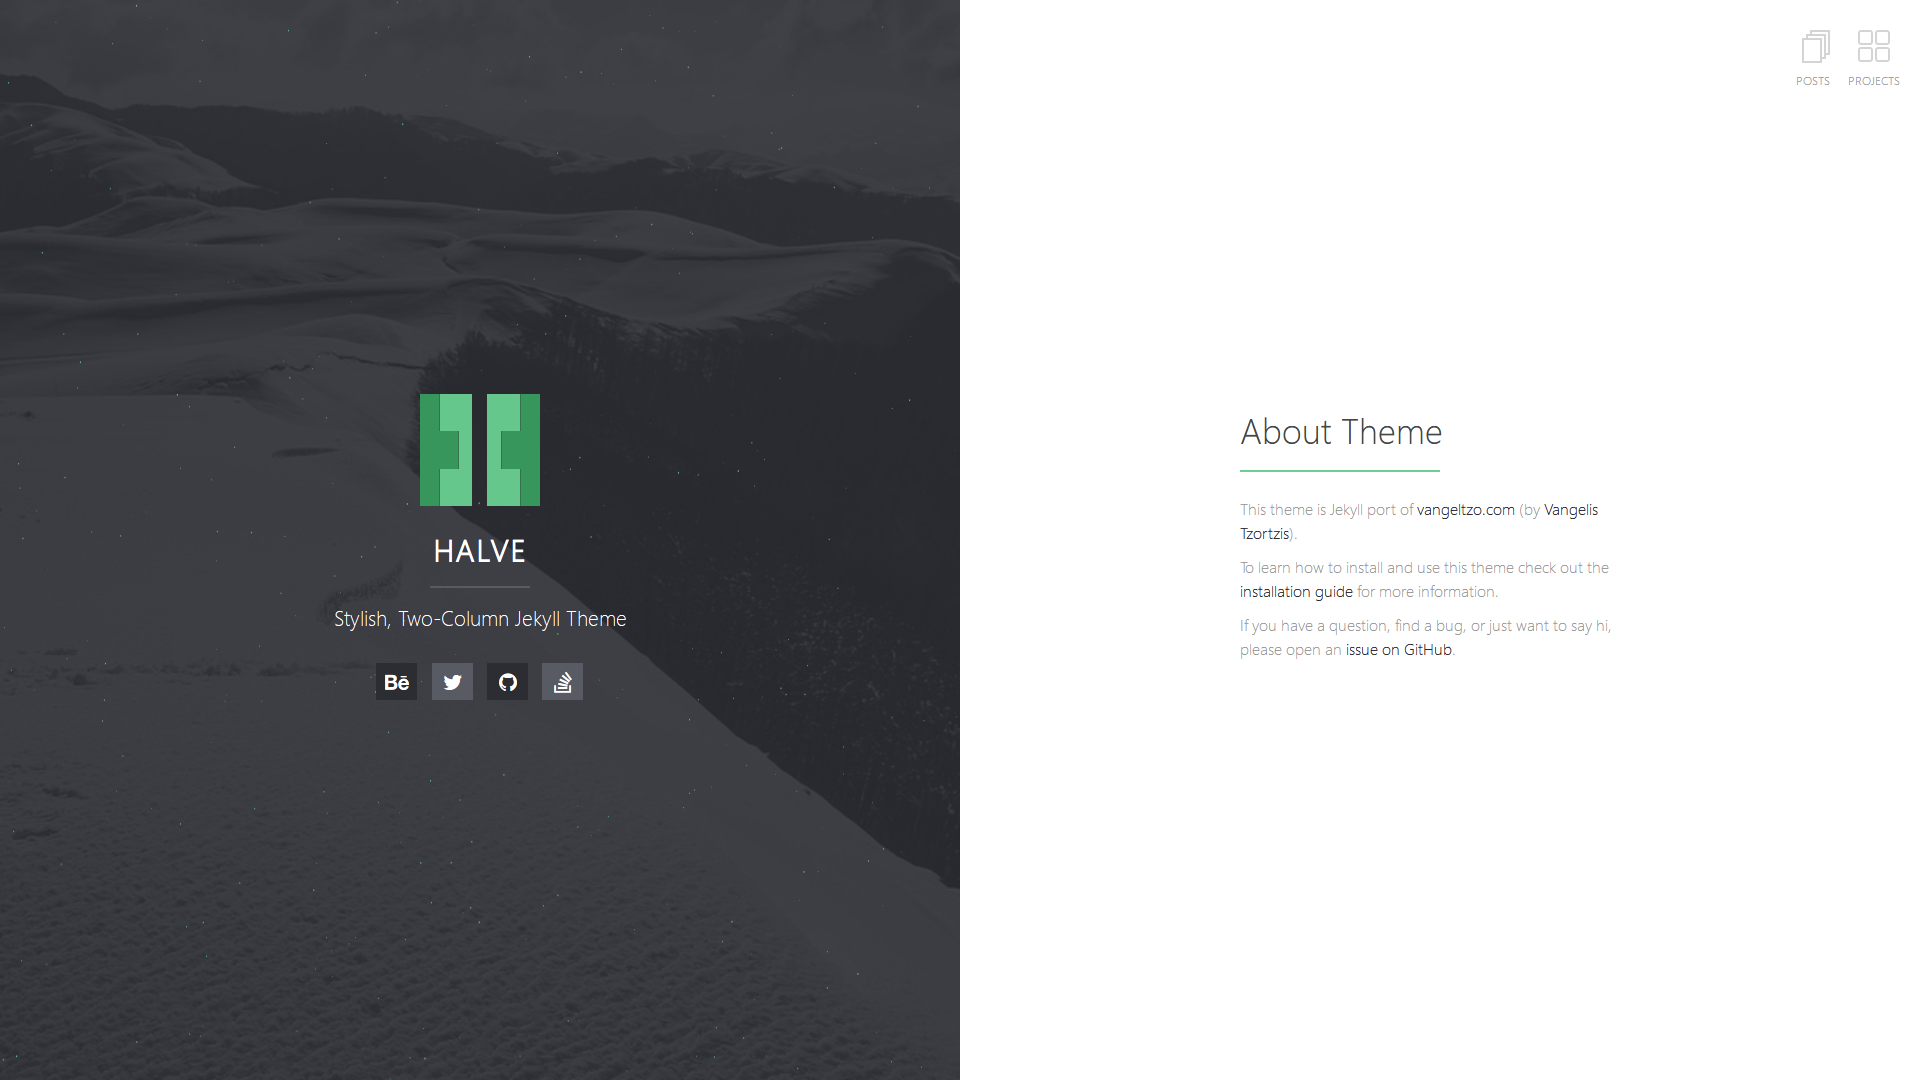 POSTS
PROJECTS
HALVE
Stylish, Two-Column Jekyll Theme
Bē
About Theme
This theme is Jekyll port of vangeltzo.com (by Vangelis
Tzortzis).
To learn how to install and use this theme check out the
installation guide for more information.
If you have a question, find a bug, or just want to say hi,
please open an issue on GitHub.